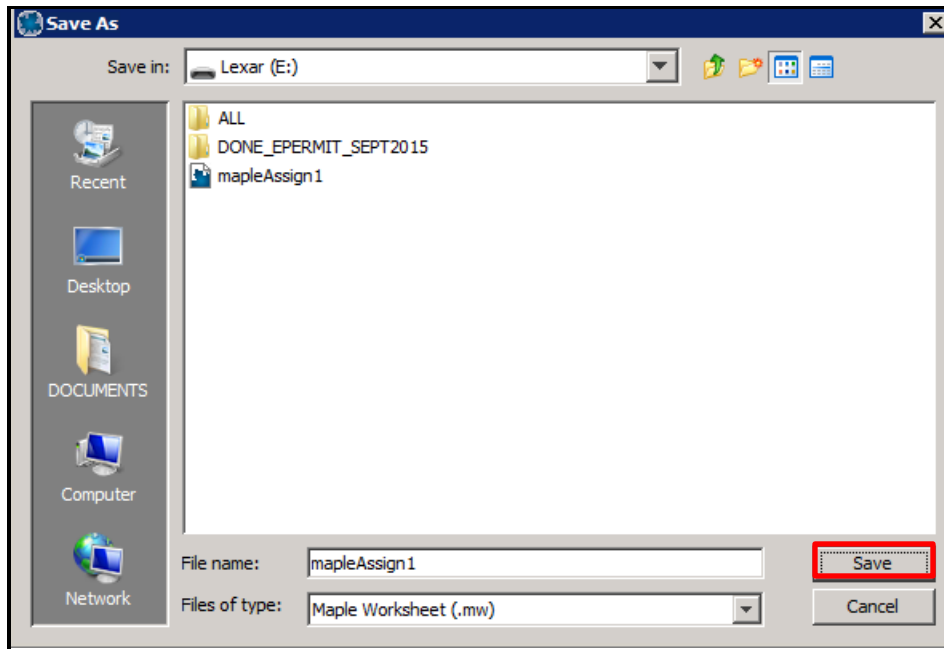 Save As
Save in:
Lexar (E:)
Recent
Desktop
DOCUMENTS
Computer
Network
ALL
DONE_EPERMIT_SEPT2015
mapleAssign1
File name:
mapleAssign1
Save
Files of type:
Maple Worksheet (.mw)
Cancel